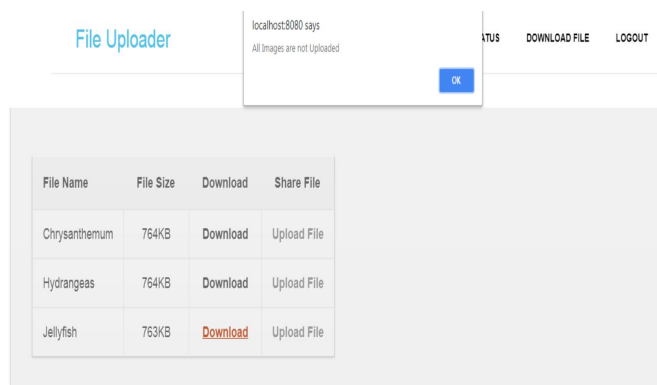 File Uploader
localhost:8080 says
All Images are not Uploaded
OK
DOWNLOAD FILE LOGOUT
File Name File Size Download Share File
Chrysanthemum 764KB Download Upload File
Hydrangeas 764KB Download Upload File
Jellyfish 763KB Download Upload File